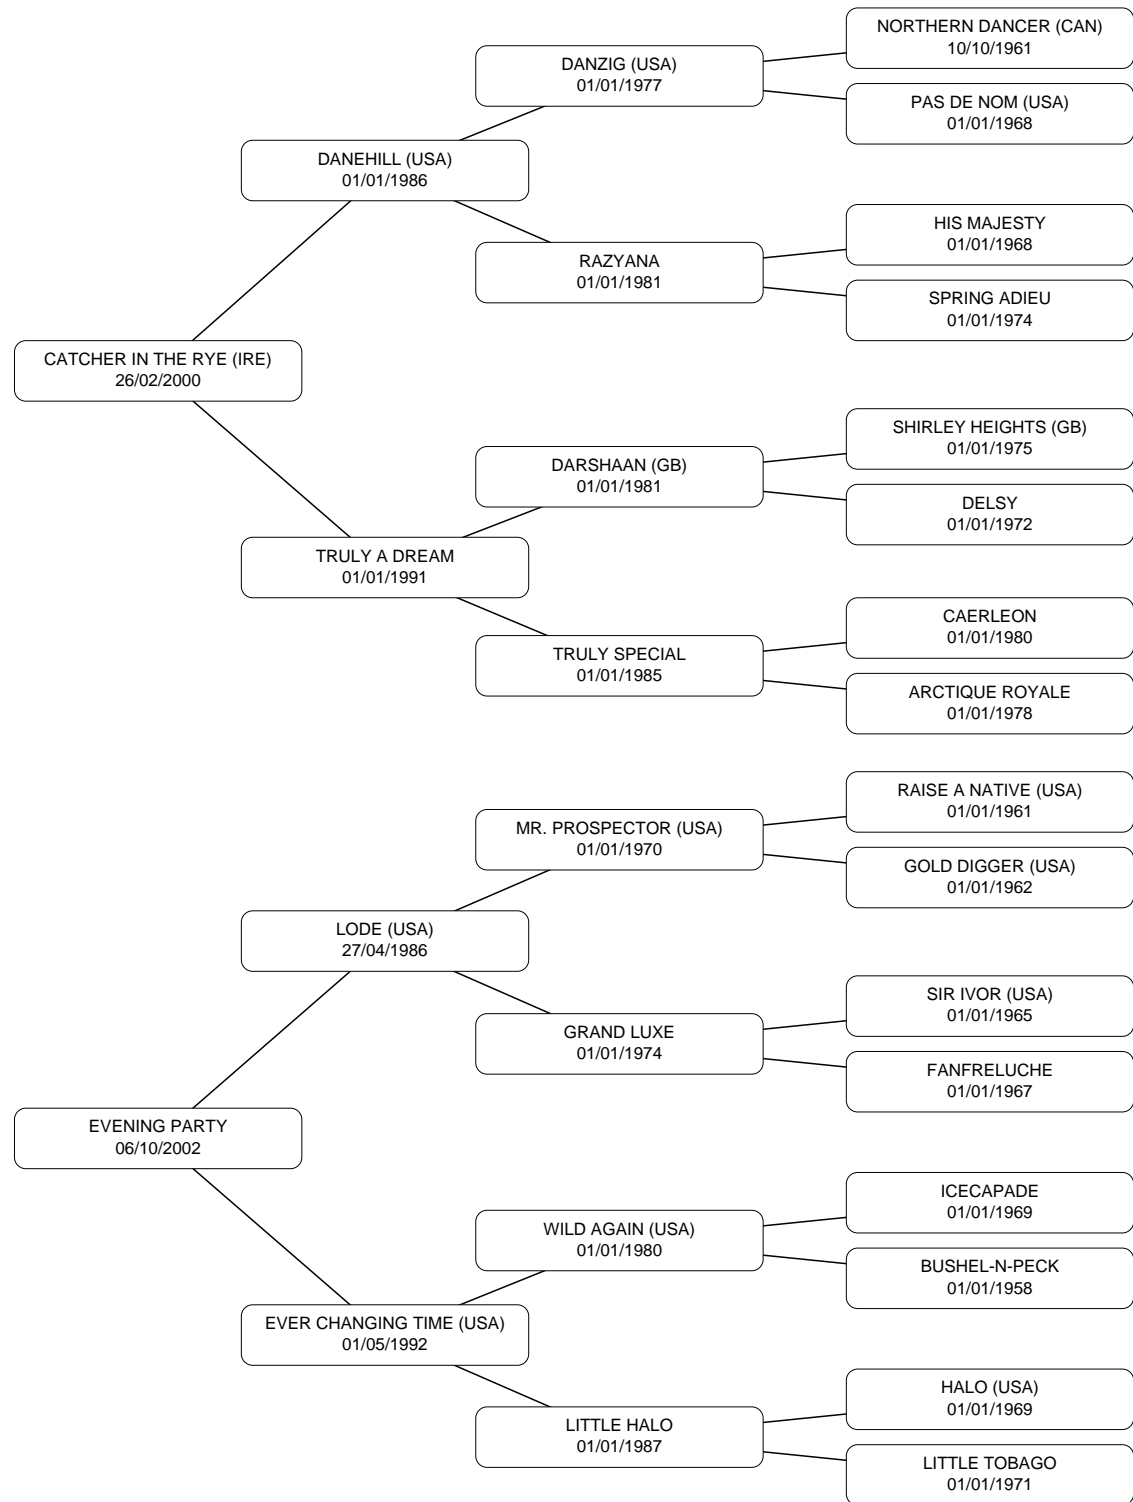 NORTHERN DANCER (CAN)
10/10/1961
DANZIG (USA)
01/01/1977
PAS DE NOM (USA)
01/01/1968
DANEHILL (USA)
01/01/1986
HIS MAJESTY
01/01/1968
RAZYANA
01/01/1981
SPRING ADIEU
01/01/1974
CATCHER IN THE RYE (IRE)
26/02/2000
SHIRLEY HEIGHTS (GB)
01/01/1975
DARSHAAN (GB)
01/01/1981
DELSY
01/01/1972
TRULY A DREAM
01/01/1991
CAERLEON
01/01/1980
TRULY SPECIAL
01/01/1985
ARCTIQUE ROYALE
01/01/1978
RAISE A NATIVE (USA)
01/01/1961
MR. PROSPECTOR (USA)
01/01/1970
GOLD DIGGER (USA)
01/01/1962
LODE (USA)
27/04/1986
SIR IVOR (USA)
01/01/1965
GRAND LUXE
01/01/1974
FANFRELUCHE
01/01/1967
EVENING PARTY
06/10/2002
ICECAPADE
01/01/1969
WILD AGAIN (USA)
01/01/1980
BUSHEL-N-PECK
01/01/1958
EVER CHANGING TIME (USA)
01/05/1992
HALO (USA)
01/01/1969
LITTLE HALO
01/01/1987
LITTLE TOBAGO
01/01/1971